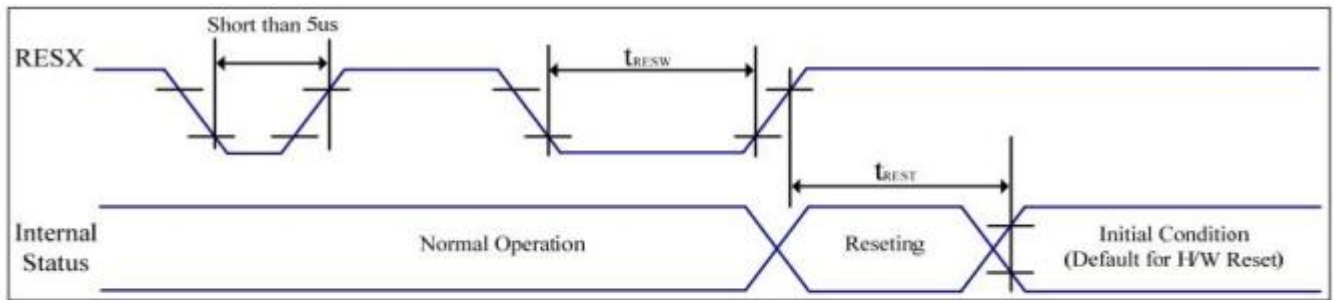 Short than 5us
RESX
tRESW
tREST
Internal
Status
Normal Operation
Reseting
Initial Condition
(Default for H/W Reset)